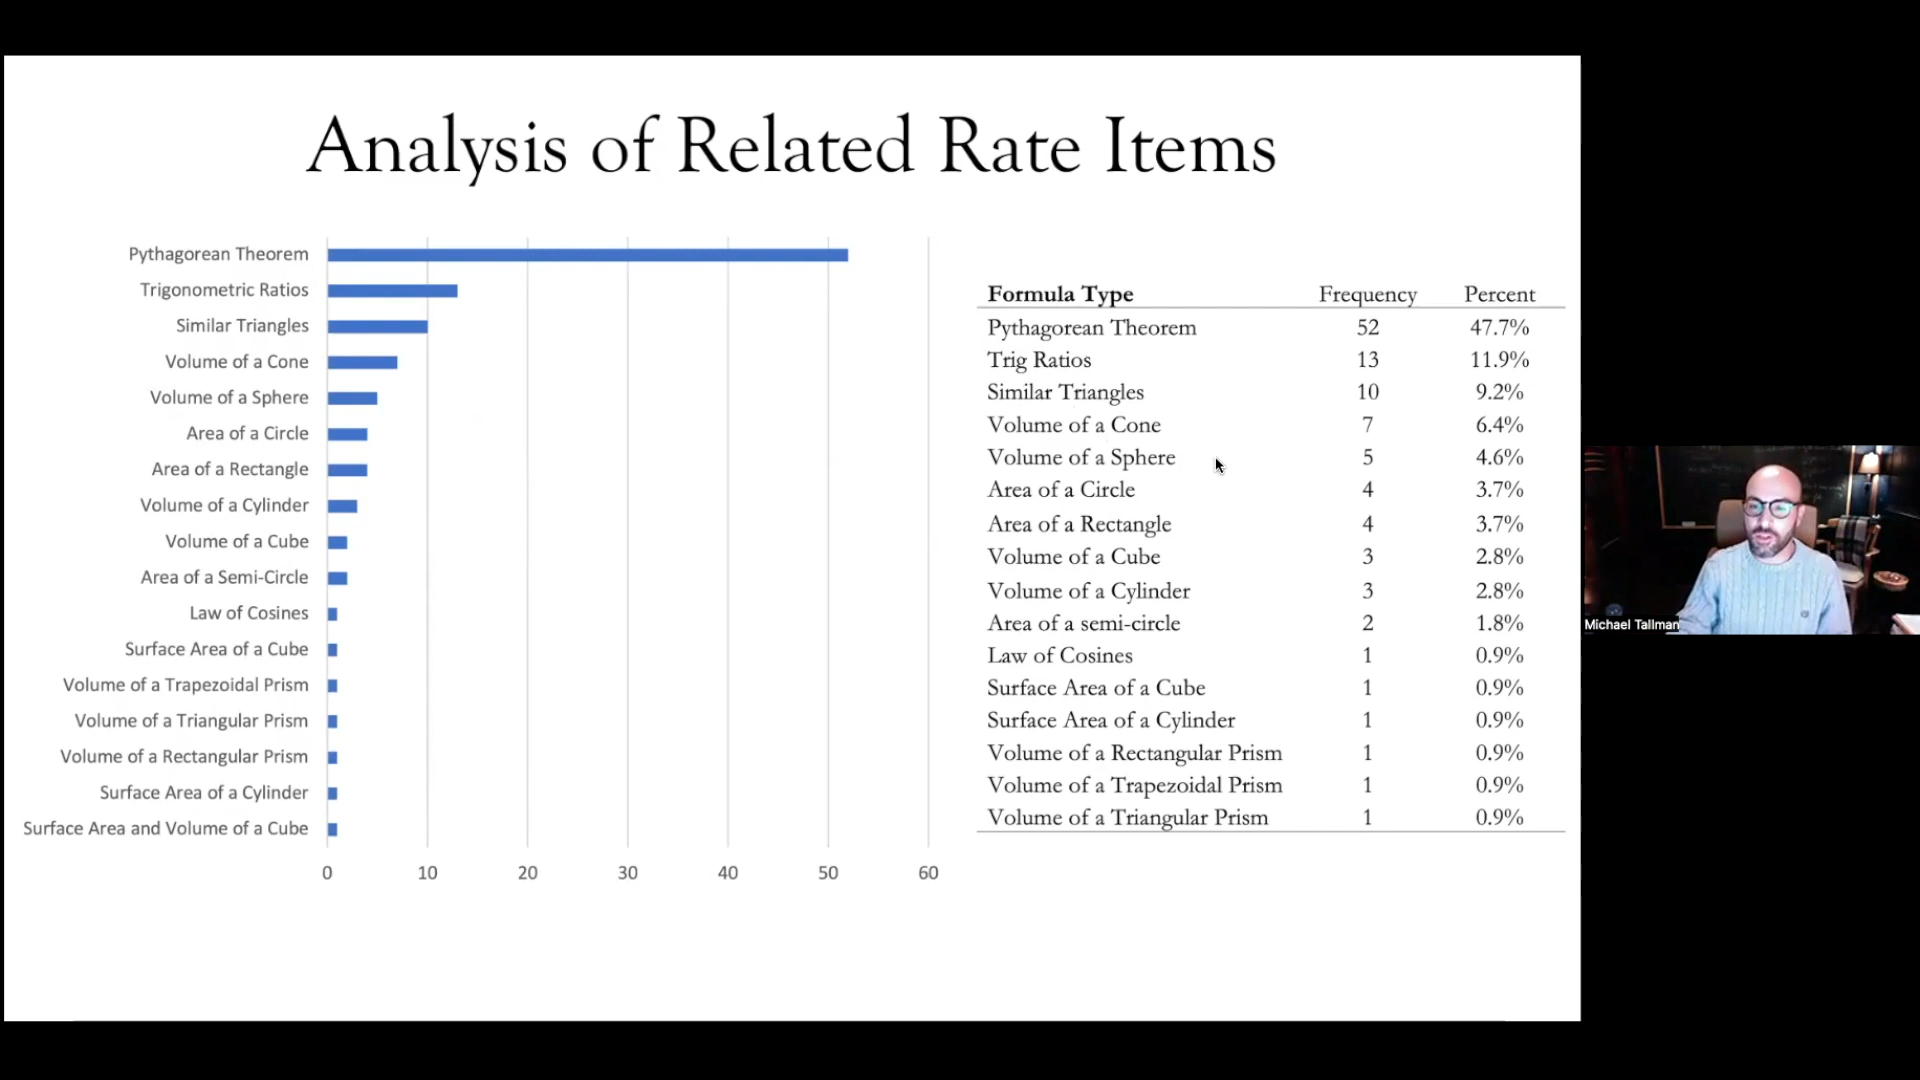 Analysis of Related Rate Items
Pythagorean Theorem
Trigonometric Ratios
Similar Triangles
Volume of a Cone
Volume of a Sphere
Area of a Circle
Area of a Rectangle
Volume of a Cylinder
Volume of a Cube
Area of a Semi-Circle
Law of Cosines
Surface Area of a Cube
Volume of a Trapezoidal Prism
Volume of a Triangular Prism
Volume of a Rectangular Prism
Surface Area of a Cylinder
Surface Area and Volume of a Cube
0 10 20 30 40 50 60
Formula Type Frequency Percent
Pythagorean Theorem 52 47.7%
Trig Ratios 13 11.9%
Similar Triangles 10 9.2%
Volume of a Cone 7 6.4%
Volume of a Sphere 5 4.6%
Area of a Circle 4 3.7%
Area of a Rectangle 4 3.7%
Volume of a Cube 3 2.8%
Volume of a Cylinder 3 2.8%
Area of a semi-circle 2 1.8%
Law of Cosines 1 0.9%
Surface Area of a Cube 1 0.9%
Surface Area of a Cylinder 1 0.9%
Volume of a Rectangular Prism 1 0.9%
Volume of a Trapezoidal Prism 1 0.9%
Volume of a Triangular Prism 1 0.9%
Michael Tallman